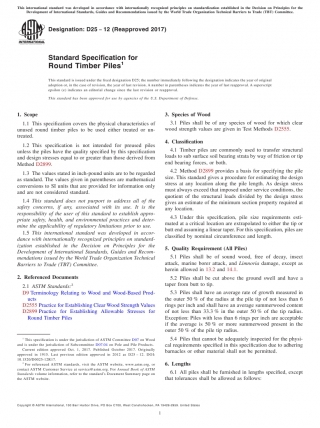 This international standard was developed in accordance with internationally recognized principles on standardization established in the Decision on Principles for the
Development of International Standards, Guides and Recommendations issued by the World Trade Organization Technical Barriers to Trade (TBT) Committee.
Designation: D25 − 12 (Reapproved 2017)
Standard Specification for
Round Timber Piles1
This standard is issued under the fixed designation D25; the number immediately following the designation indicates the year of original
adoption or, in the case of revision, the year of last revision. A number in parentheses indicates the year of last reapproval. A superscript
epsilon (ε) indicates an editorial change since the last revision or reapproval.
This standard has been approved for use by agencies of the U.S. Department of Defense.
1. Scope
1.1 This specification covers the physical characteristics of
unused round timber piles to be used either treated or un-
treated.
1.2 This specification is not intended for pressed piles
unless the piles have the quality specified by this specification
and design stresses equal to or greater than those derived from
Method D2899.
1.3 The values stated in inch-pound units are to be regarded
as standard. The values given in parentheses are mathematical
conversions to SI units that are provided for information only
and are not considered standard.
1.4 This standard does not purport to address all of the
safety concerns, if any, associated with its use. It is the
responsibility of the user of this standard to establish appro-
priate safety, health, and environmental practices and deter-
mine the applicability of regulatory limitations prior to use.
1.5 This international standard was developed in accor-
dance with internationally recognized principles on standard-
ization established in the Decision on Principles for the
Development of International Standards, Guides and Recom-
mendations issued by the World Trade Organization Technical
Barriers to Trade (TBT) Committee.
2. Referenced Documents
2.1 ASTM Standards:2
D9 Terminology Relating to Wood and Wood-Based Prod-
ucts
D2555 Practice for Establishing Clear Wood Strength Values
D2899 Practice for Establishing Allowable Stresses for
Round Timber Piles
1 This specification is under the jurisdiction of ASTM Committee D07 on Wood
and is under the jurisdiction of Subcommittee D07.04 on Pole and Pile Products.
Current edition approved Oct. 1, 2017. Published October 2017. Originally
approved in 1915. Last previous edition approved in 2012 as D25 – 12. DOI:
10.1520/D0025-12R17.
2 For referenced ASTM standards, visit the ASTM website, www.astm.org, or
contact ASTM Customer Service at service@astm.org. For Annual Book of ASTM
Standards volume information, refer to the standard's Document Summary page on
the ASTM website.
3. Species of Wood
3.1 Piles shall be of any species of wood for which clear
wood strength values are given in Test Methods D2555.
4. Classification
4.1 Timber piles are commonly used to transfer structural
loads to sub surface soil bearing strata by way of friction or tip
end bearing forces, or both.
4.2 Method D2899 provides a basis for specifying the pile
size. This standard gives a procedure for estimating the design
stress at any location along the pile length. As design stress
must always exceed that imposed under service conditions, the
quotient of the structural loads divided by the design stress
gives an estimate of the minimum section property required at
any location.
4.3 Under this specification, pile size requirements, esti-
mated at a critical location are extrapolated to either the tip or
butt end assuming a linear taper. For this specification, piles are
classified by nominal circumference and length.
5. Quality Requirement (All Piles)
5.1 Piles shall be of sound wood, free of decay, insect
attack, marine borer attack, and Limnoria damages, except as
herein allowed in 13.2 and 14.1.
5.2 Piles shall be cut above the ground swell and have a
taper from butt to tip.
5.3 Piles shall have an average rate of growth measured in
the outer 50 % of the radius at the pile tip of not less than 6
rings per inch and shall have an average summerwood content
of not less than 33.3 % in the outer 50 % of the tip radius.
Exception: Piles with less than 6 rings per inch are acceptable
if the average is 50 % or more summerwood present in the
outer 50 % of the pile tip radius.
5.4 Piles that cannot be adequately inspected for the physi-
cal requirements specified in this specification due to adhering
barnacles or other material shall not be permitted.
6. Lengths
6.1 All piles shall be furnished in lengths specified, except
that tolerances shall be allowed as follows:
Copyright © ASTM International, 100 Barr Harbor Drive, PO Box C700, West Conshohocken, PA 19428-2959. United States
1